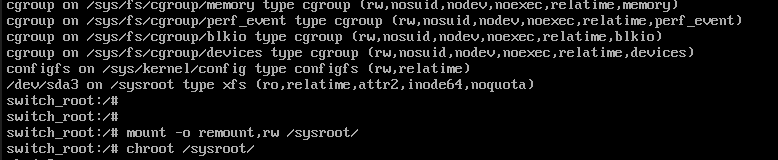 cgroup on /sys/fs/cgroup/memory type cgroup (rw,nosuid,nodev,noexec,relatime,memory)
cgroup on /sys/fs/cgroup/perf_event type cgroup (rw,nosuid,nodev,noexec,relatime,perf_event)
cgroup on /sys/fs/cgroup/blkio type cgroup (rw,nosuid,nodev,noexec,relatime,blkio)
cgroup on /sys/fs/cgroup/devices type cgroup (rw,nosuid,nodev,noexec,relatime,devices)
configfs on /sys/kernel/config type configfs (rw,relatime)
/dev/sda3 on /sysroot type xfs (ro,relatime,attr2,inode64,noquota)
switch_root:/#
switch_root:/#
switch_root:/# mount -o remount,rw /sysroot/
switch_root:/# chroot /sysroot/